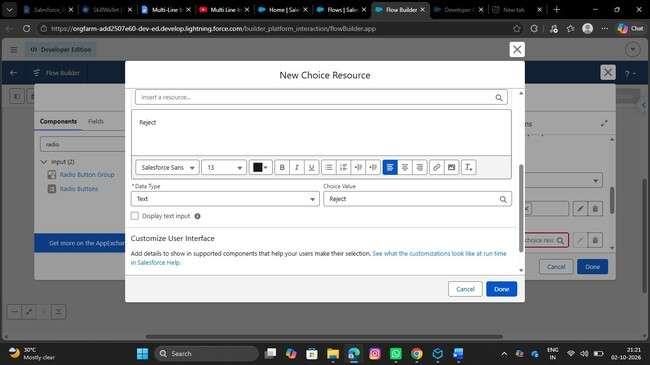 Salesforce_
SkillWallet
Multi-Line I
Multi Line Ir
Home | Sal
Flows | Sal
Flow Builder
Developer C
New tab
https://orgfarm-add2507e60-dev-ed.develop.lightning.force.com/builder_platform_interaction/flowBuilder.app
Chat
Developer Edition
Flow Builder
?
New Choice Resource
Components
Fields
radio
Input (2)
Radio Button Group
Radio Buttons
Get more on the AppExchan
Insert a resource...
Reject
Salesforce Sans
13
B I U
* Data Type
Choice Value
Text
Reject
Display text input
Customize User Interface
Add details to show in supported components that help your users make their selection. See what the customizations look like at run time
in Salesforce Help.
Cancel
Done
ns
choice res
Cancel
Done
30°C
Mostly clear
Search
ENG
IN
21:21
02-10-2026